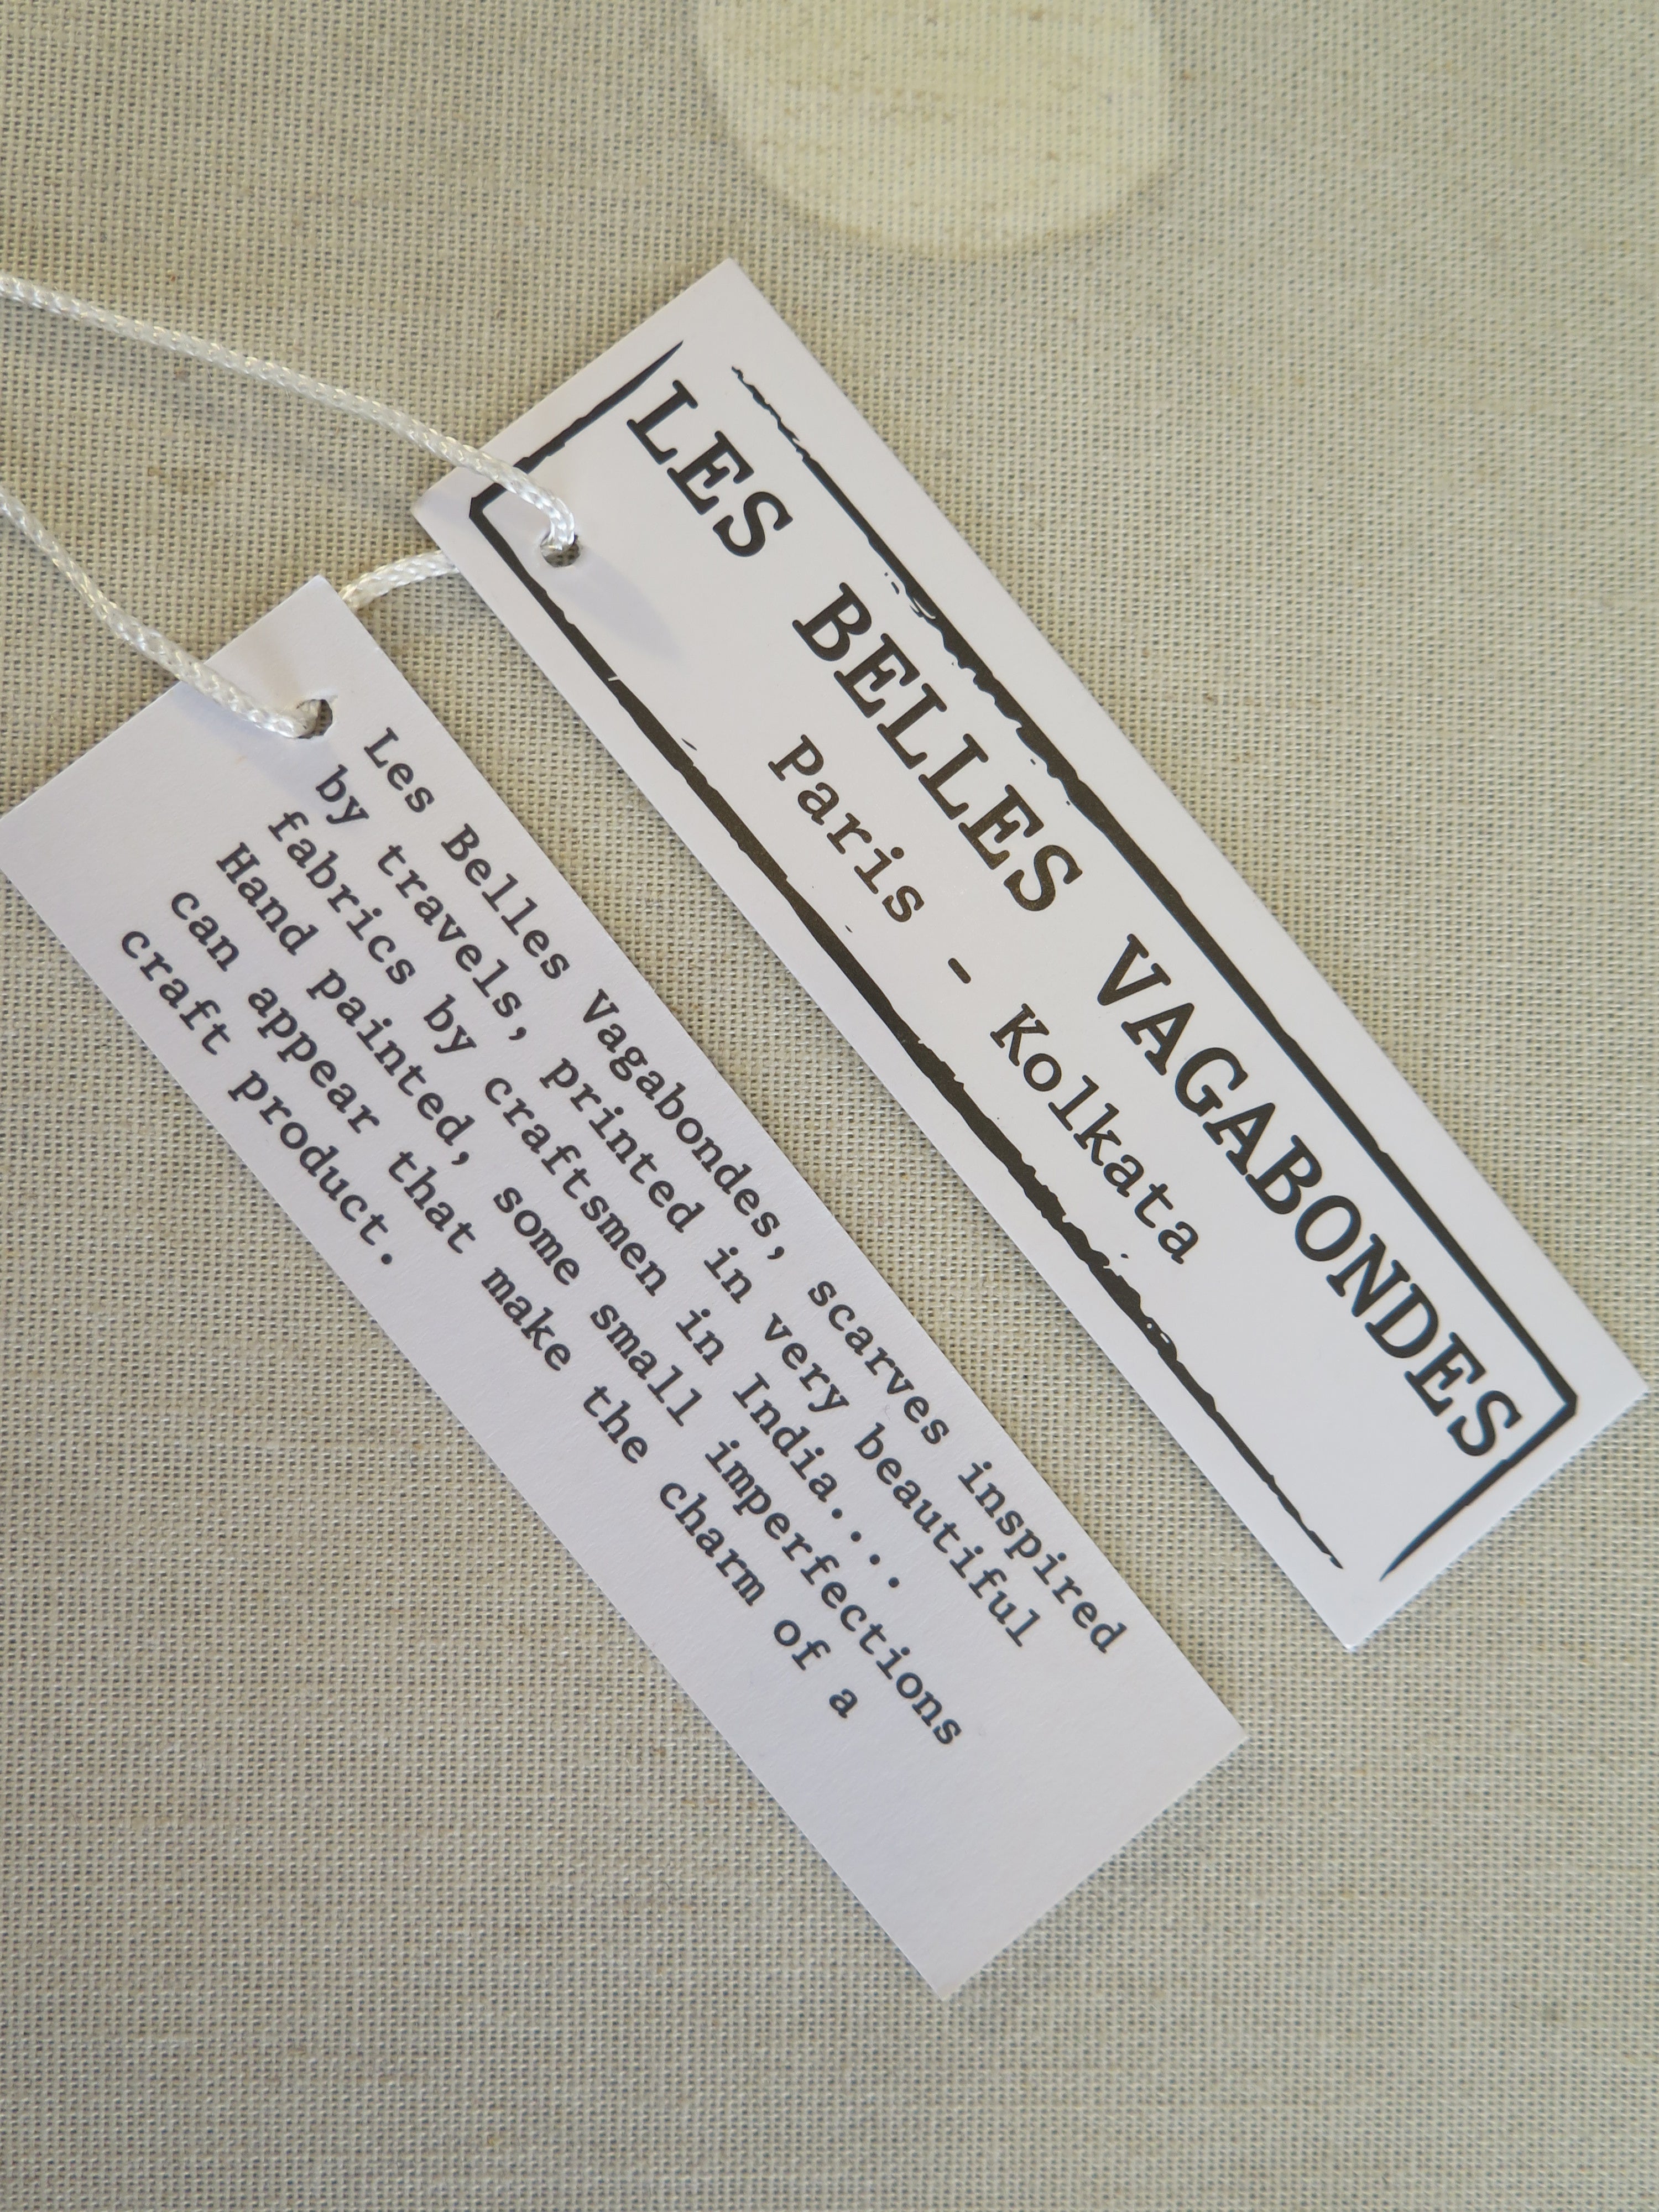 LES BELLES VAGABONDES
Paris - Kolkata
Les Belles Vagabondes, scarves inspired
by travels, printed in very beautiful
fabrics by craftsmen in India....
Hand painted, some small imperfections
can appear that make the charm of a
craft product.